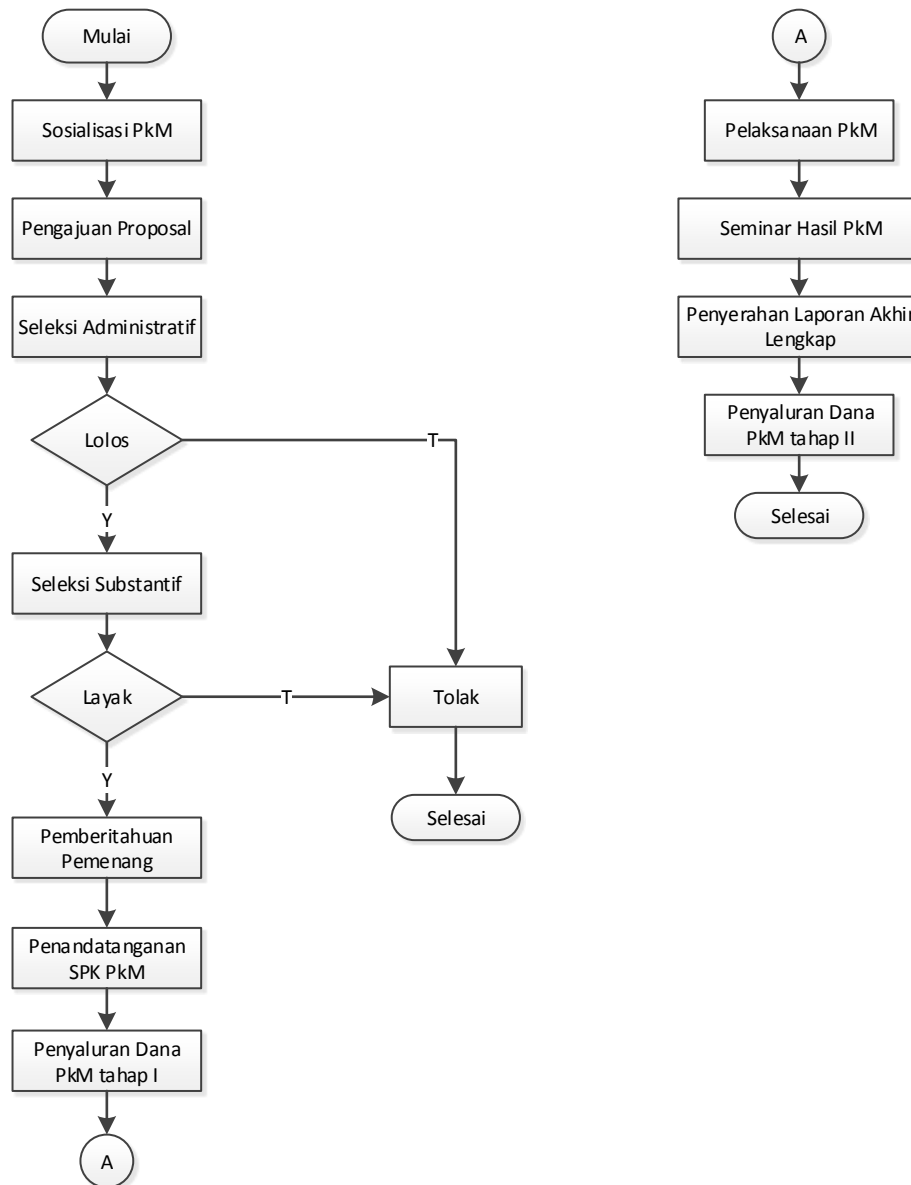 Mulai
Sosialisasi PkM
Pengajuan Proposal
Seleksi Administratif
Lolos
T
Y
Seleksi Substantif
Layak
T
Tolak
Y
Selesai
Pemberitahuan
Pemenang
Penandatanganan
SPK PkM
Penyaluran Dana
PkM tahap I
A
A
Pelaksanaan PkM
Seminar Hasil PkM
Penyerahan Laporan Akhir
Lengkap
Penyaluran Dana
PkM tahap II
Selesai